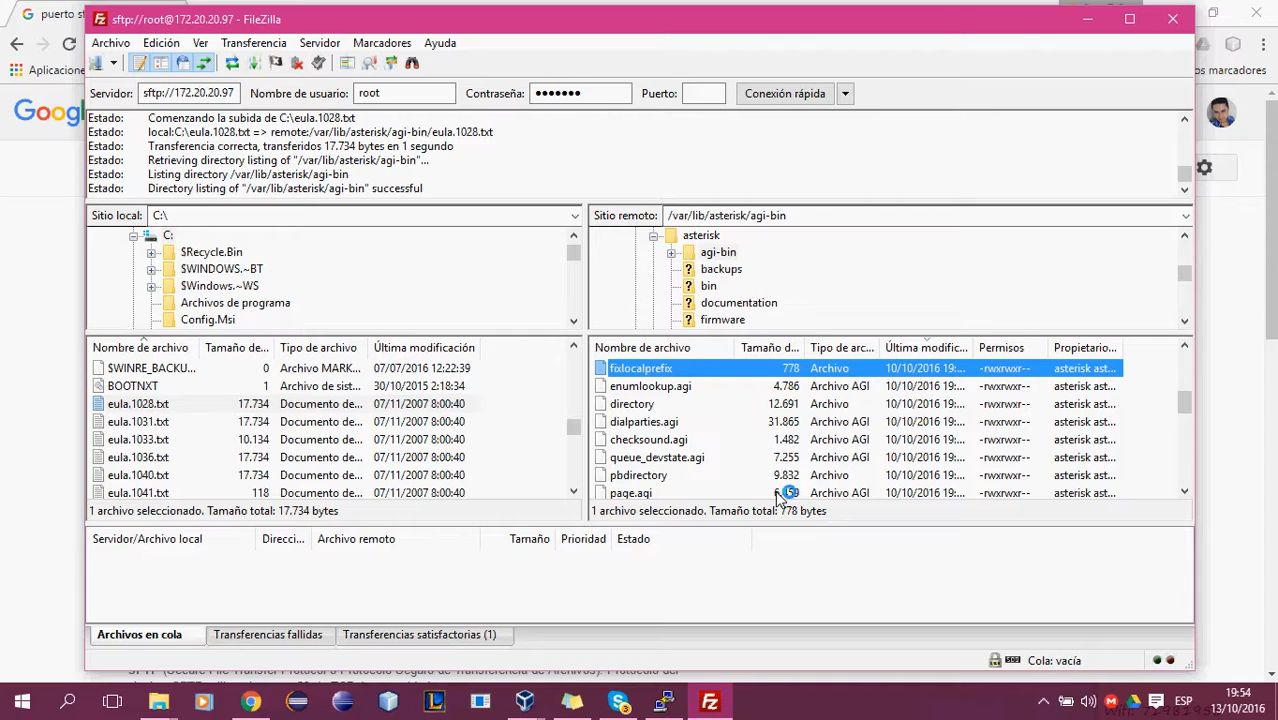 puerto s
sftp://root@172.20.20.97 - FileZilla
Aplicacione
s marcadores
Google
Archivo Edición Ver Transferencia Servidor Marcadores Ayuda
Servidor: sftp://172.20.20.97 Nombre de usuario: root Contraseña: ●●●●●●● Puerto: Conexión rápida
Estado: Comenzando la subida de C:\eula.1028.txt
Estado: local:C:\eula.1028.txt => remote:/var/lib/asterisk/agi-bin/eula.1028.txt
Estado: Transferencia correcta, transferidos 17.734 bytes en 1 segundo
Estado: Retrieving directory listing of "/var/lib/asterisk/agi-bin"...
Estado: Listing directory /var/lib/asterisk/agi-bin
Estado: Directory listing of "/var/lib/asterisk/agi-bin" successful
Sitio local: C:\
C:
$Recycle.Bin
$WINDOWS.~BT
$Windows.~WS
Archivos de programa
Config.Msi
Sitio remoto: /var/lib/asterisk/agi-bin
asterisk
agi-bin
backups
bin
documentation
firmware
Nombre de archivo Tamaño de... Tipo de archivo Última modificación
$WINRE_BACKU... 0 Archivo MARK... 07/07/2016 12:22:39
BOOTNXT 1 Archivo de sist... 30/10/2015 2:18:34
eula.1028.txt 17.734 Documento de... 07/11/2007 8:00:40
eula.1031.txt 17.734 Documento de... 07/11/2007 8:00:40
eula.1033.txt 10.134 Documento de... 07/11/2007 8:00:40
eula.1036.txt 17.734 Documento de... 07/11/2007 8:00:40
eula.1040.txt 17.734 Documento de... 07/11/2007 8:00:40
eula.1041.txt 118 Documento de... 07/11/2007 8:00:40
1 archivo seleccionado. Tamaño total: 17.734 bytes
Nombre de archivo Tamaño d... Tipo de arc... Última modific... Permisos Propietario...
fixlocalprefix 778 Archivo 10/10/2016 19:... -rwxrwxr-- asterisk ast...
enumlookup.agi 4.786 Archivo AGI 10/10/2016 19:... -rwxrwxr-- asterisk ast...
directory 12.691 Archivo 10/10/2016 19:... -rwxrwxr-- asterisk ast...
dialparties.agi 31.865 Archivo AGI 10/10/2016 19:... -rwxrwxr-- asterisk ast...
checksound.agi 1.482 Archivo AGI 10/10/2016 19:... -rwxrwxr-- asterisk ast...
queue_devstate.agi 7.255 Archivo AGI 10/10/2016 19:... -rwxrwxr-- asterisk ast...
pbdirectory 9.832 Archivo 10/10/2016 19:... -rwxrwxr-- asterisk ast...
page.agi Archivo AGI 10/10/2016 19:... -rwxrwxr-- asterisk ast...
1 archivo seleccionado. Tamaño total: 778 bytes
Servidor/Archivo local Direcci... Archivo remoto Tamaño Prioridad Estado
Archivos en cola Transferencias fallidas Transferencias satisfactorias (1)
Cola: vacía
ESP
19:54
13/10/2016